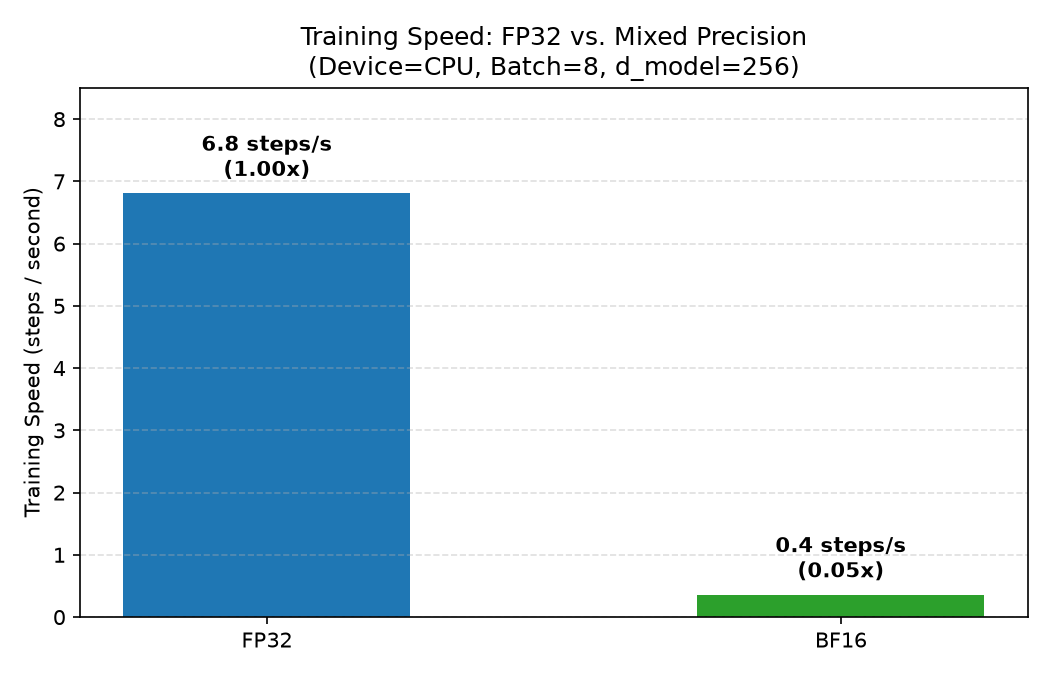 Training Speed: FP32 vs. Mixed Precision
(Device=CPU, Batch=8, d_model=256)
Training Speed (steps / second)
8
7
6
5
4
3
2
1
0
6.8 steps/s
(1.00x)
0.4 steps/s
(0.05x)
FP32
BF16